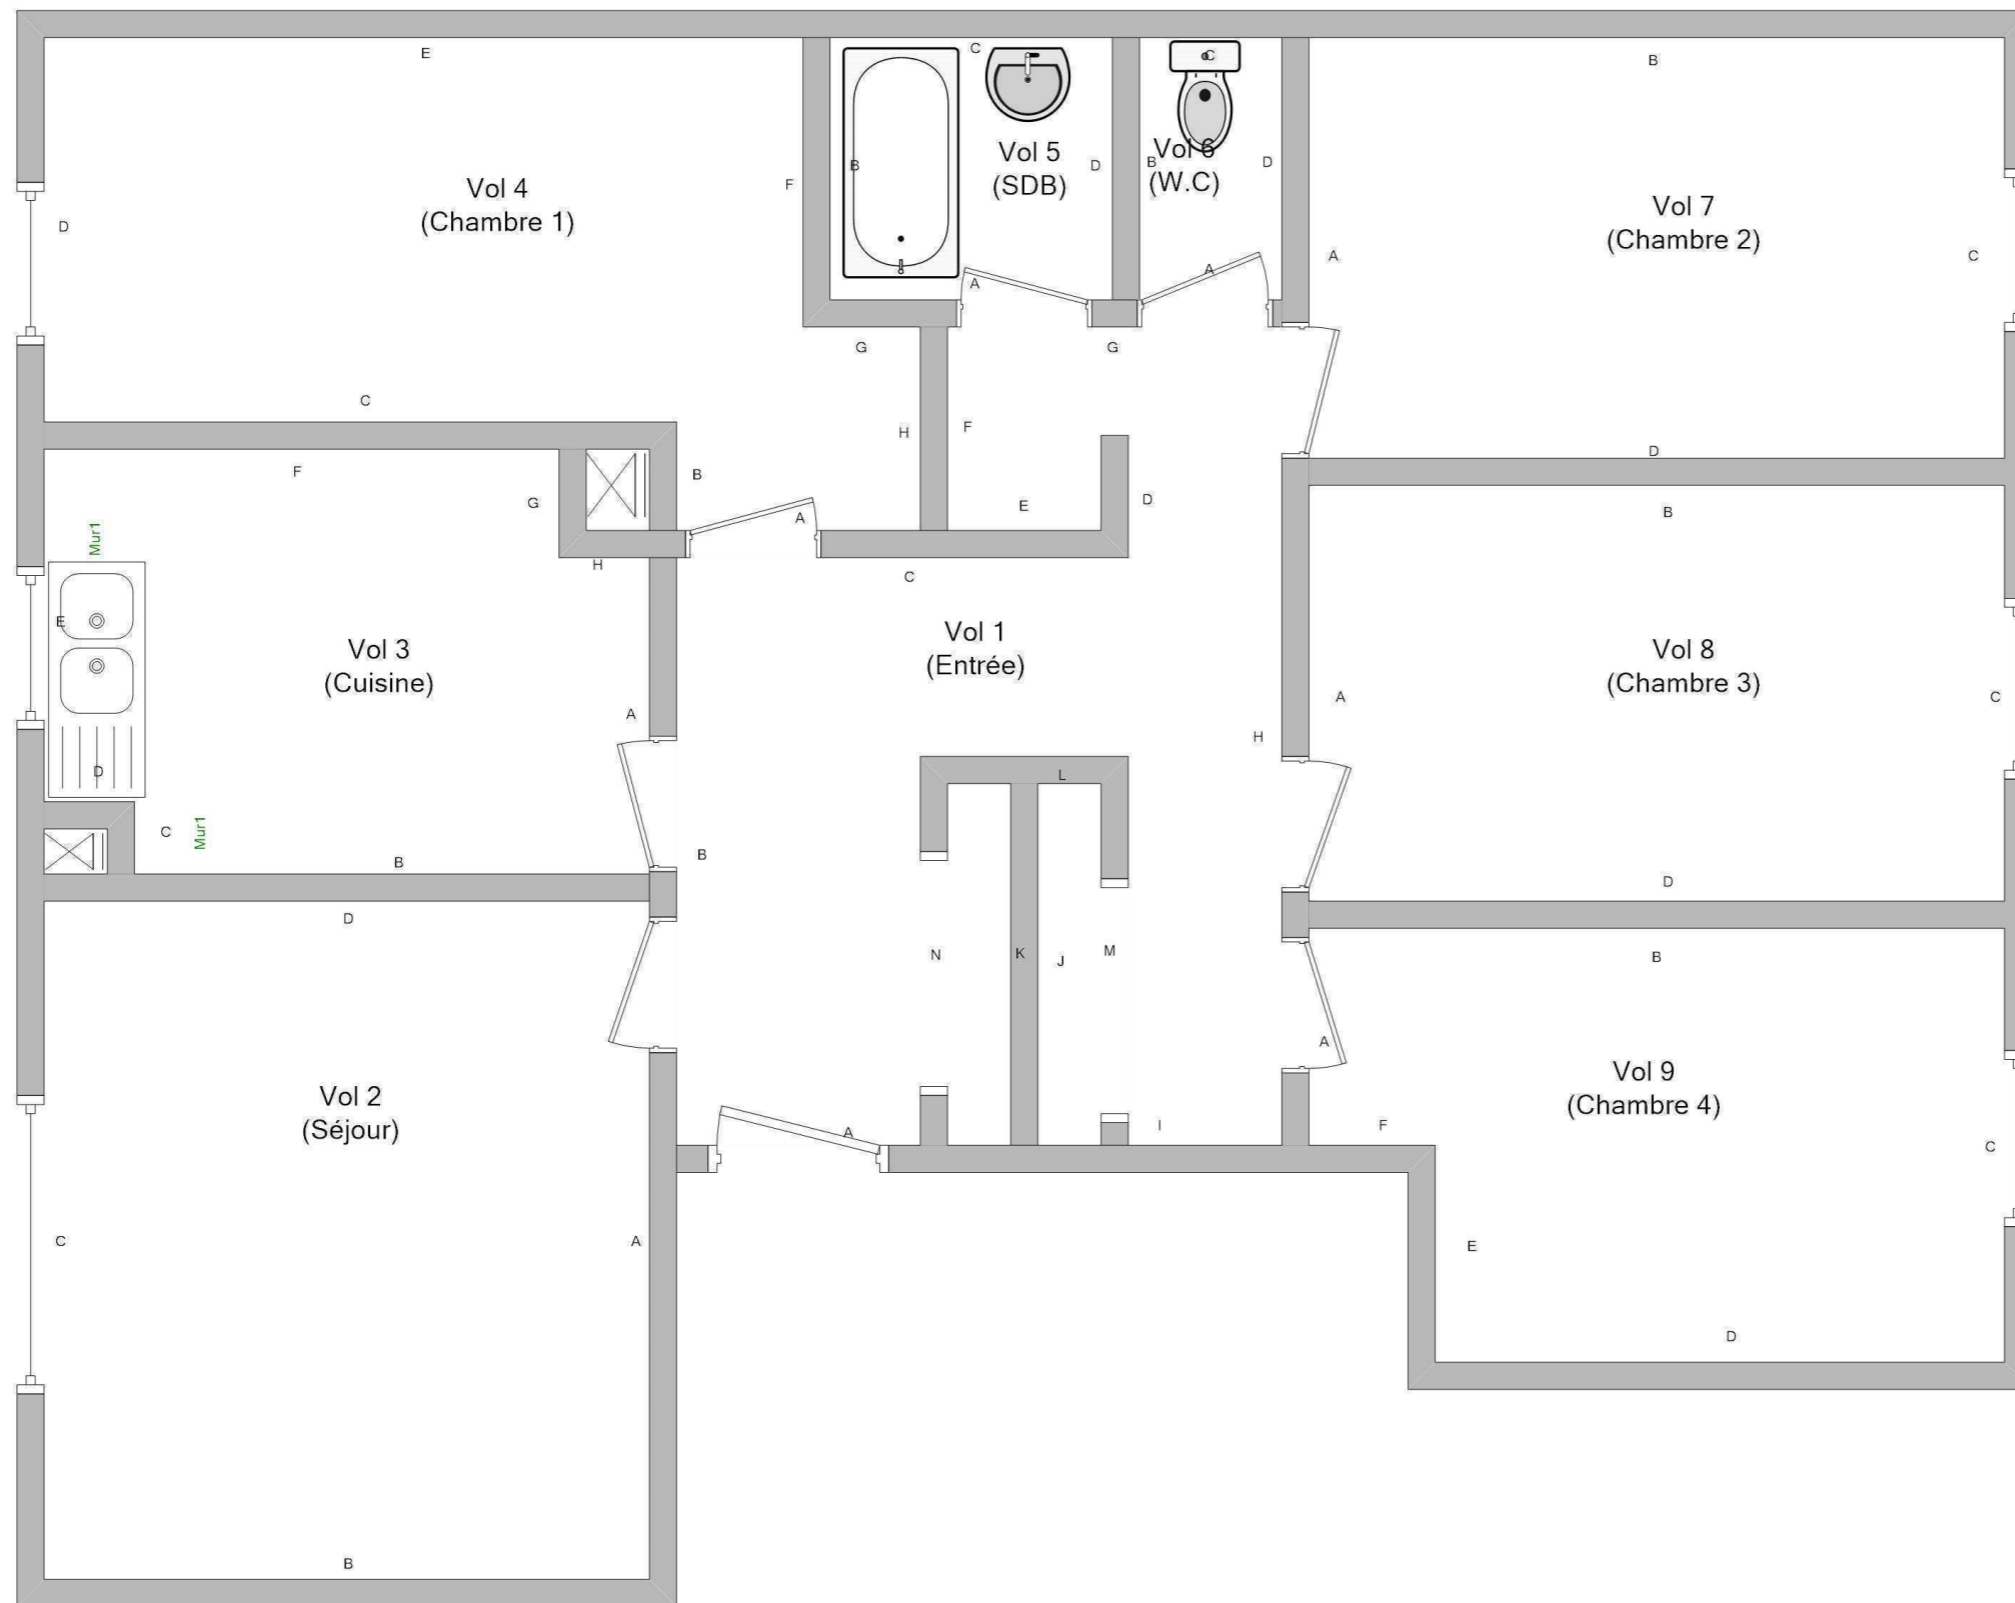 E
C
C
B
Vol 4
(Chambre 1)
D
F
B
Vol 5
(SDB)
D
B
Vol 6
(W.C)
D
Vol 7
(Chambre 2)
A
C
A
A
G
G
C
H
F
D
F
G
B
A
E
D
B
Mur1
H
C
E
Vol 3
(Cuisine)
Vol 1
(Entrée)
Vol 8
(Chambre 3)
A
A
C
H
D
L
C
Mur1
B
B
D
D
N
K
J
M
B
A
Vol 9
(Chambre 4)
Vol 2
(Séjour)
A
I
F
C
C
A
E
D
B